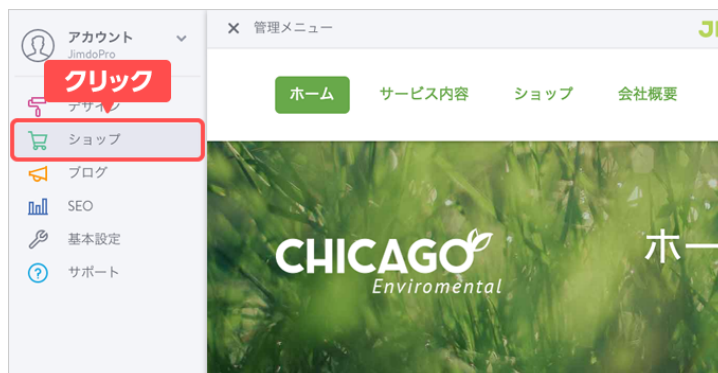 アカウント
JimdoPro
クリック
デザイン
ショップ
ブログ
SEO
基本設定
サポート
× 管理メニュー
ホーム サービス内容 ショップ 会社概要
CHICAGO
Enviromental
ホー